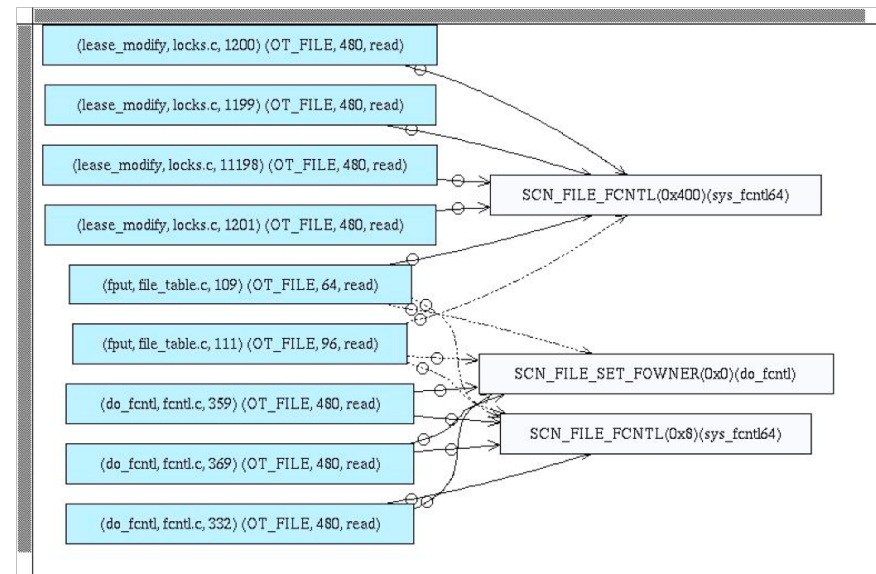 (lease_modify, locks.c, 1200) (OT_FILE, 480, read)
(lease_modify, locks.c, 1199) (OT_FILE, 480, read)
(lease_modify, locks.c, 11198) (OT_FILE, 480, read)
SCN_FILE_FCNTL(0x400)(sys_fcntl64)
(lease_modify, locks.c, 1201) (OT_FILE, 480, read)
(fput, file_table.c, 109) (OT_FILE, 64, read)
(fput, file_table.c, 111) (OT_FILE, 96, read)
SCN_FILE_SET_FOWNER(0x0)(do_fcntl)
(do_fcntl, fcntl.c, 359) (OT_FILE, 480, read)
SCN_FILE_FCNTL(0x8)(sys_fcntl64)
(do_fcntl, fcntl.c, 369) (OT_FILE, 480, read)
(do_fcntl, fcntl.c, 332) (OT_FILE, 480, read)